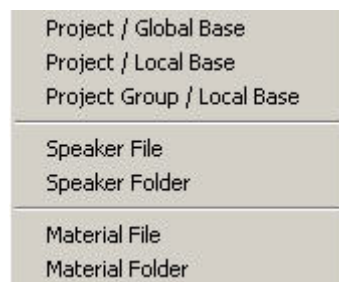 Project / Global Base
Project / Local Base
Project Group / Local Base
Speaker File
Speaker Folder
Material File
Material Folder